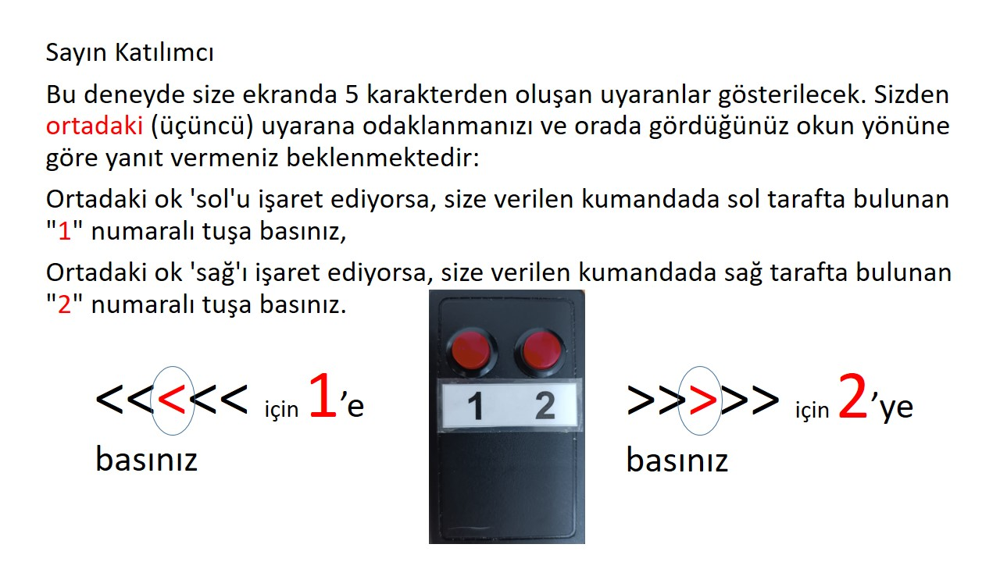 Sayın Katılımcı
Bu deneyde size ekranda 5 karakterden oluşan uyaranlar gösterilecek. Sizden
ortadaki (üçüncü) uyarana odaklanmanızı ve orada gördüğünüz okun yönüne
göre yanıt vermeniz beklenmektedir:
Ortadaki ok 'sol'u işaret ediyorsa, size verilen kumandada sol tarafta bulunan
"1" numaralı tuşa basınız,
Ortadaki ok 'sağ'ı işaret ediyorsa, size verilen kumandada sağ tarafta bulunan
"2" numaralı tuşa basınız.
<<<<< için 1’e
basınız
1 2
>>>>> için 2’ye
basınız